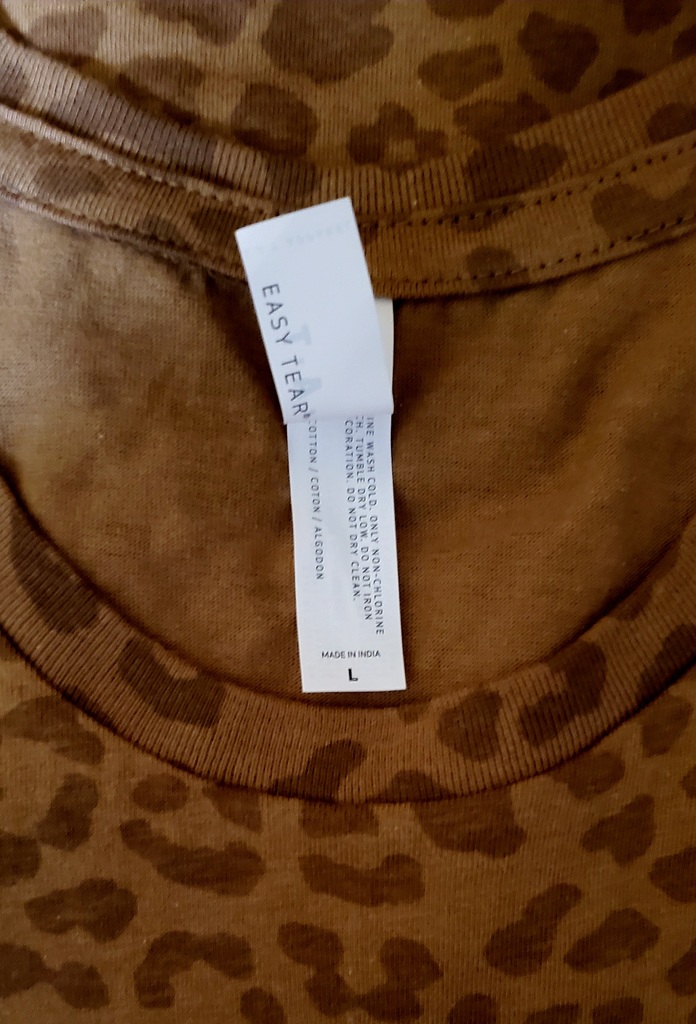 EASY TEAR
INE WASH COLD. ONLY NON-CHLORINE
CH. TUMBLE DRY LOW. DO NOT IRON
CORATION. DO NOT DRY CLEAN.
COTTON / COTON / ALGODON
MADE IN INDIA
L